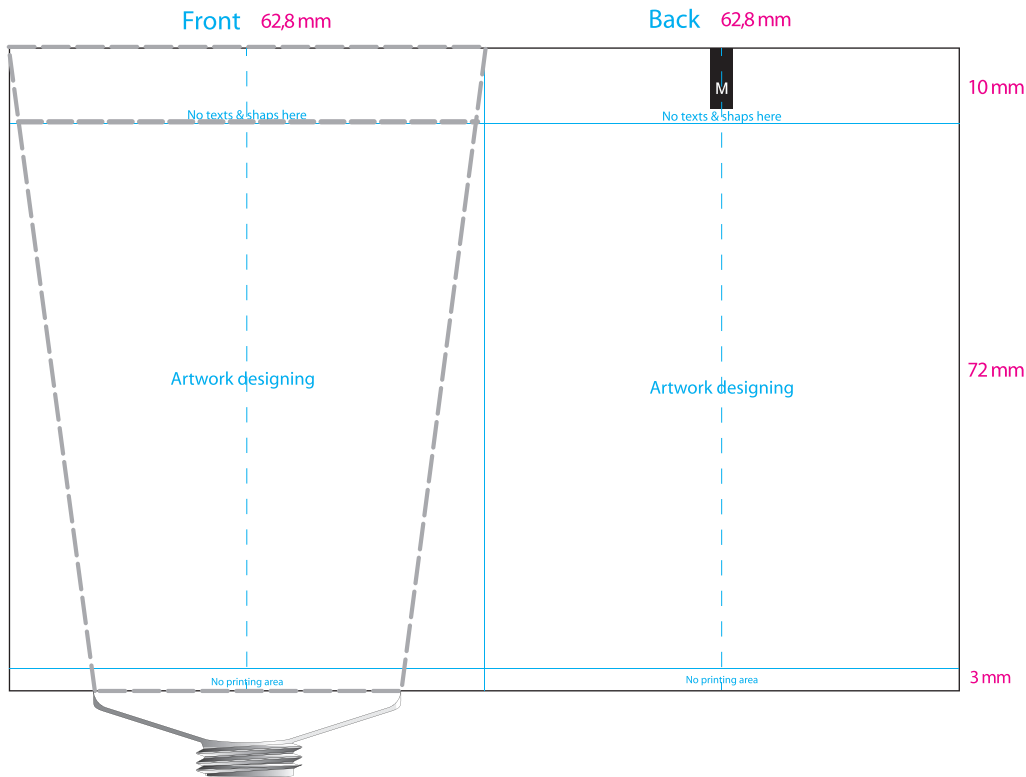 Front 62,8 mm
Back 62,8 mm
M
10 mm
No texts & shaps here
No texts & shaps here
72 mm
Artwork designing
Artwork designing
No printing area
No printing area
3 mm